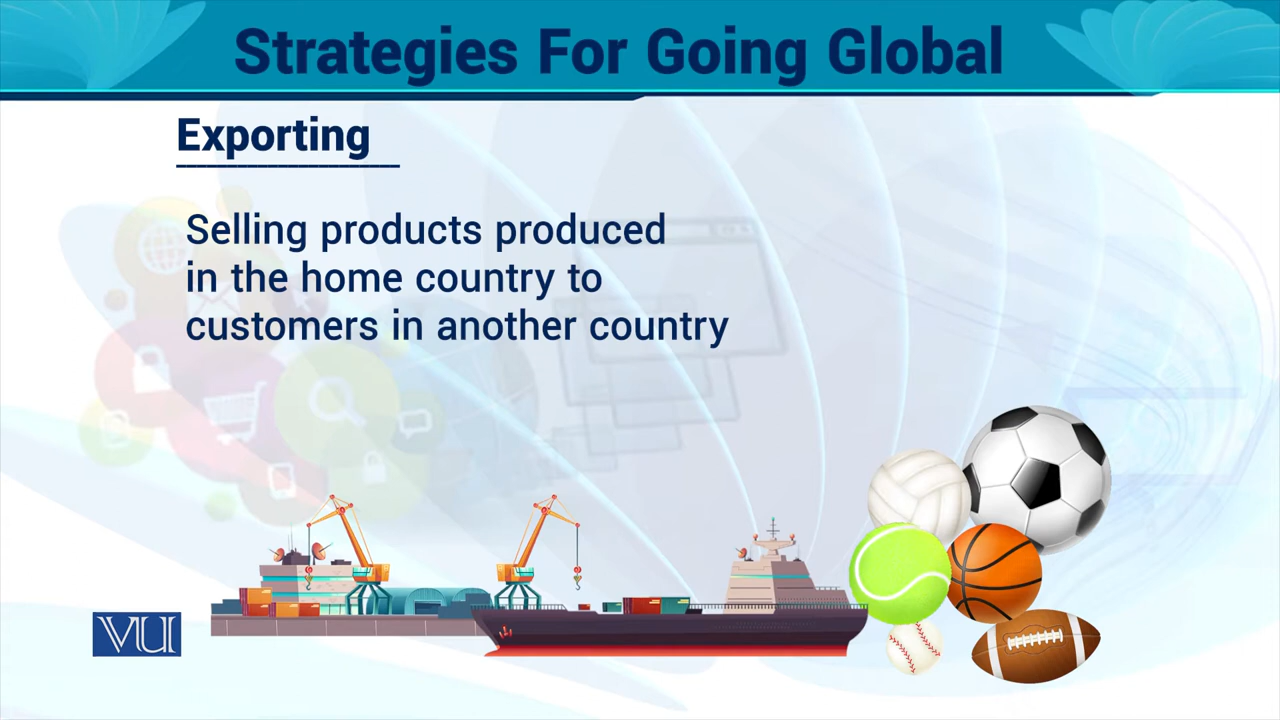 Strategies For Going Global
Exporting
Selling products produced
in the home country to
customers in another country
VU